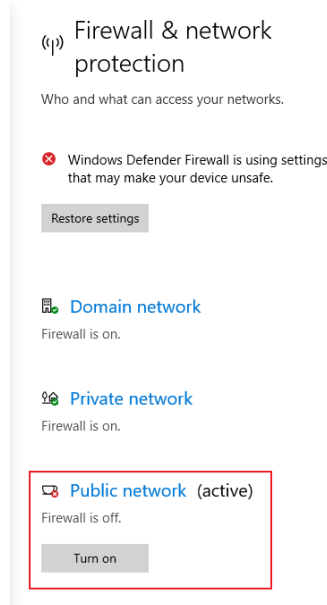 Firewall & network
protection
Who and what can access your networks.
Windows Defender Firewall is using settings
that may make your device unsafe.
Restore settings
Domain network
Firewall is on.
Private network
Firewall is on.
Public network (active)
Firewall is off.
Turn on